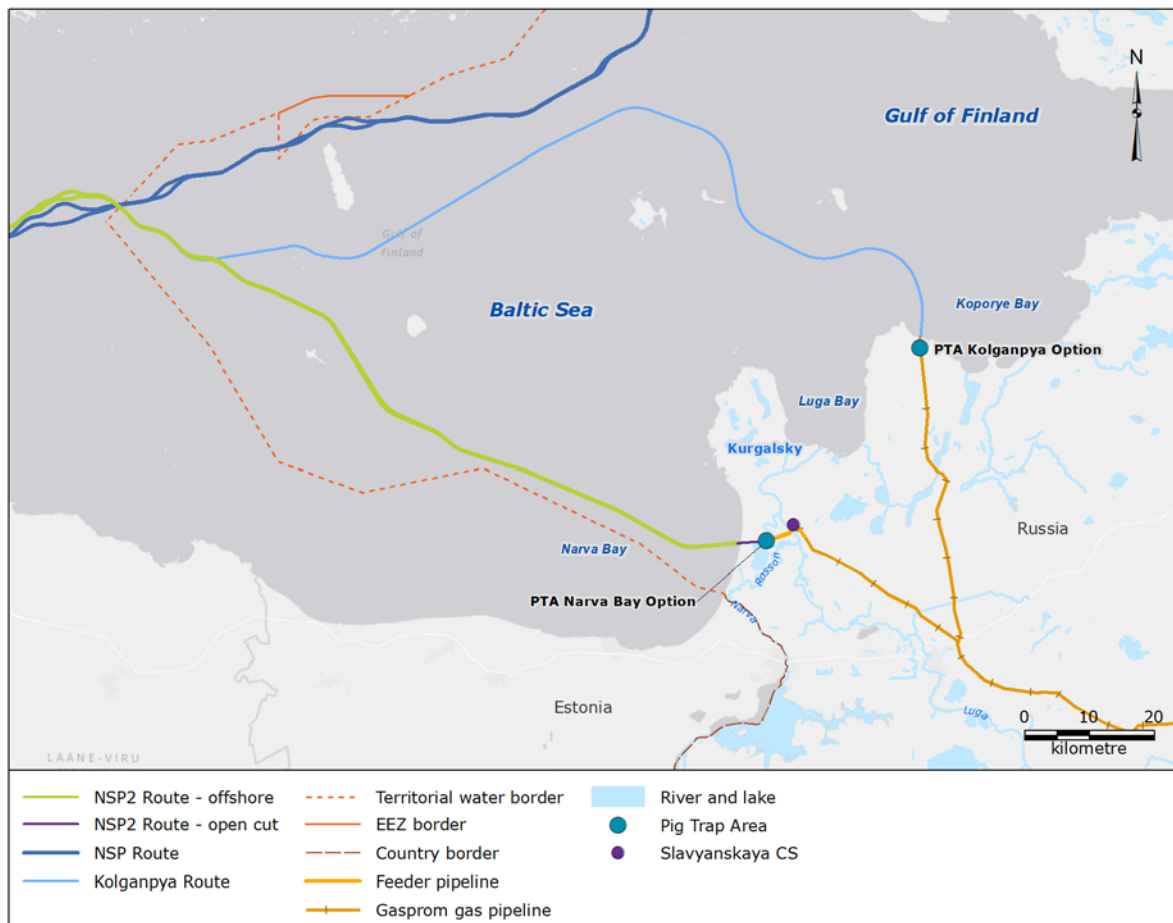 N
Gulf of Finland
Gulf of
Finland
Baltic Sea
Koporye Bay
PTA Kolganpya Option
Luga Bay
Kurgalsky
Russia
Narva Bay
Rosson
PTA Narva Bay Option
Narva
Estonia
Luga
0 10 20
kilometre
LÄÄNE-VIRU
NSP2 Route - offshore
NSP2 Route - open cut
NSP Route
Kolganpya Route
Territorial water border
EEZ border
Country border
Feeder pipeline
Gasprom gas pipeline
River and lake
Pig Trap Area
Slavyanskaya CS